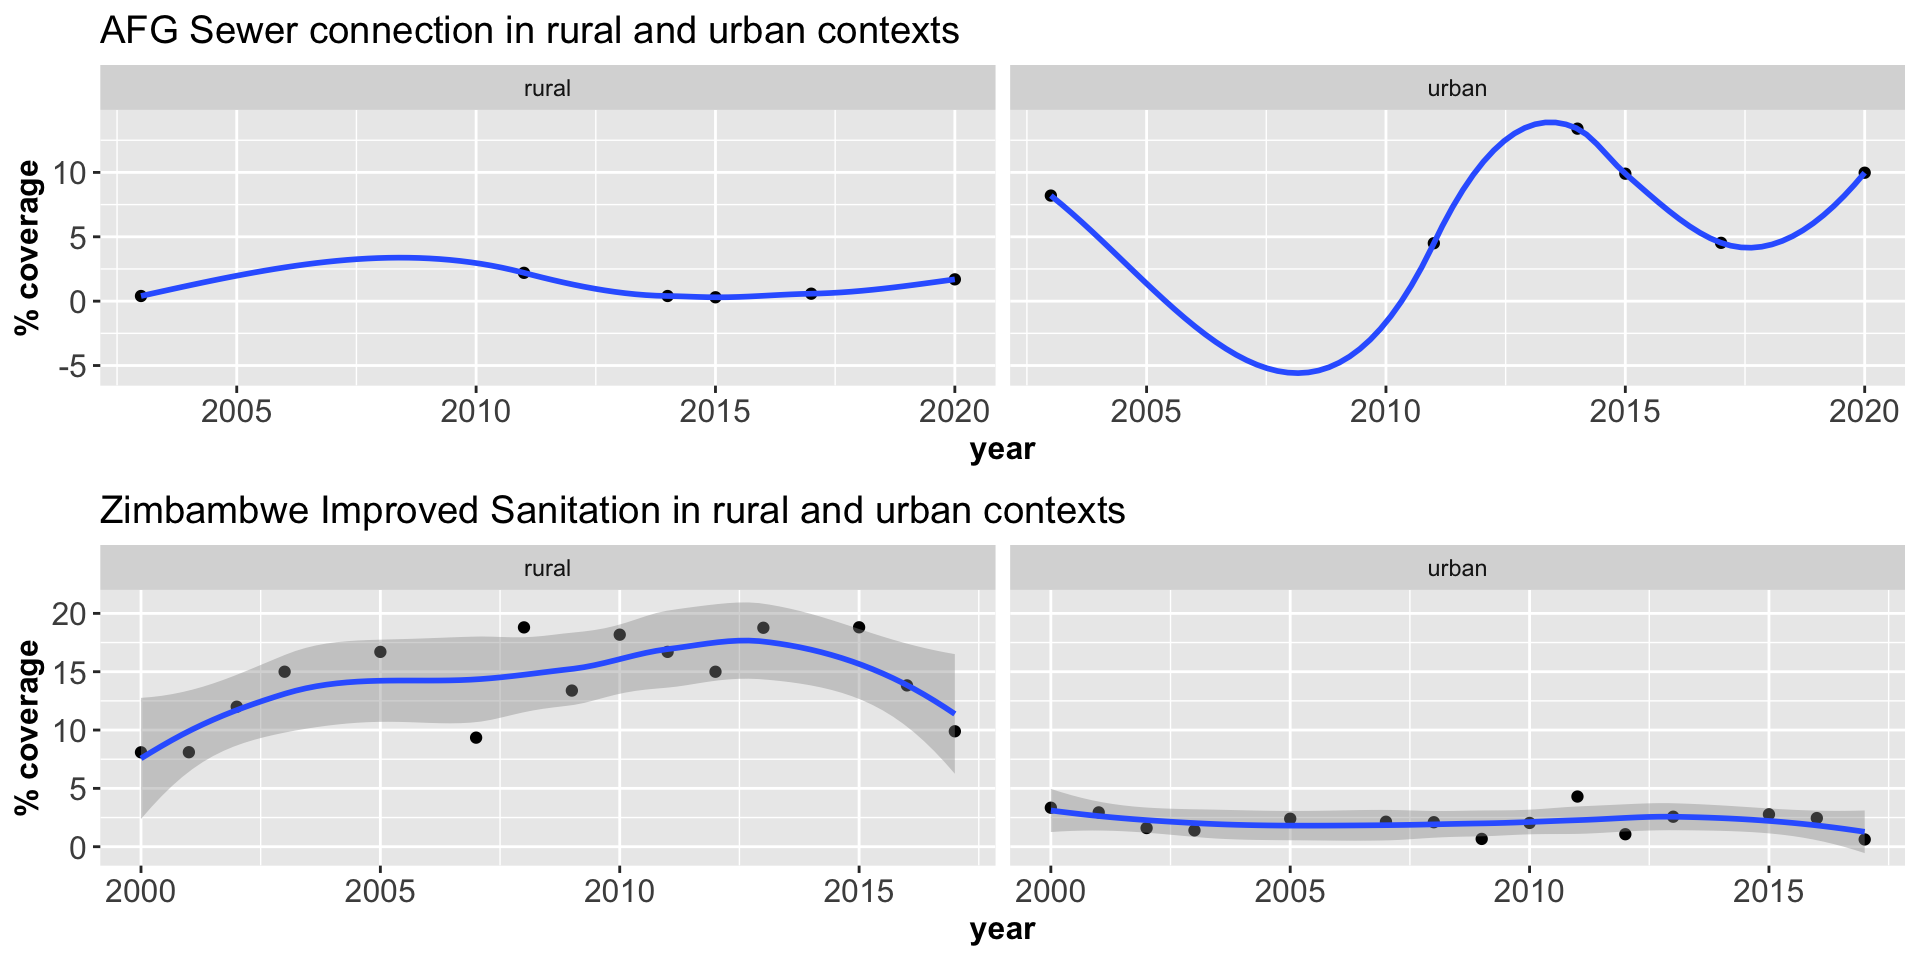 AFG Sewer connection in rural and urban contexts
rural urban
% coverage
10
5
0
-5
2005 2010 2015 2020 2005 2010 2015 2020
year
Zimbambwe Improved Sanitation in rural and urban contexts
rural urban
% coverage
20
15
10
5
0
2000 2005 2010 2015 2000 2005 2010 2015
year